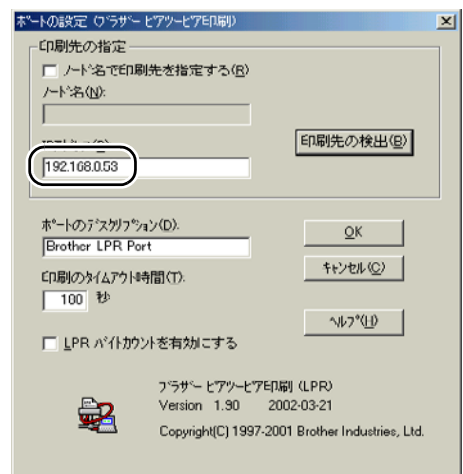 ポートの設定 (ブラザー ピアツーピア印刷)
印刷先の指定
ノード名で印刷先を指定する(R)
ノード名(N):
192.168.0.53
印刷先の検出(B)
ポートのデスクリプション(D):
Brother LPR Port
OK
印刷のタイムアウト時間(T):
キャンセル(C)
100 秒
ヘルプ(H)
LPR バイトカウントを有効にする
ブラザー ピアツーピア印刷 (LPR)
Version 1.90 2002-03-21
Copyright(C) 1997-2001 Brother Industries, Ltd.